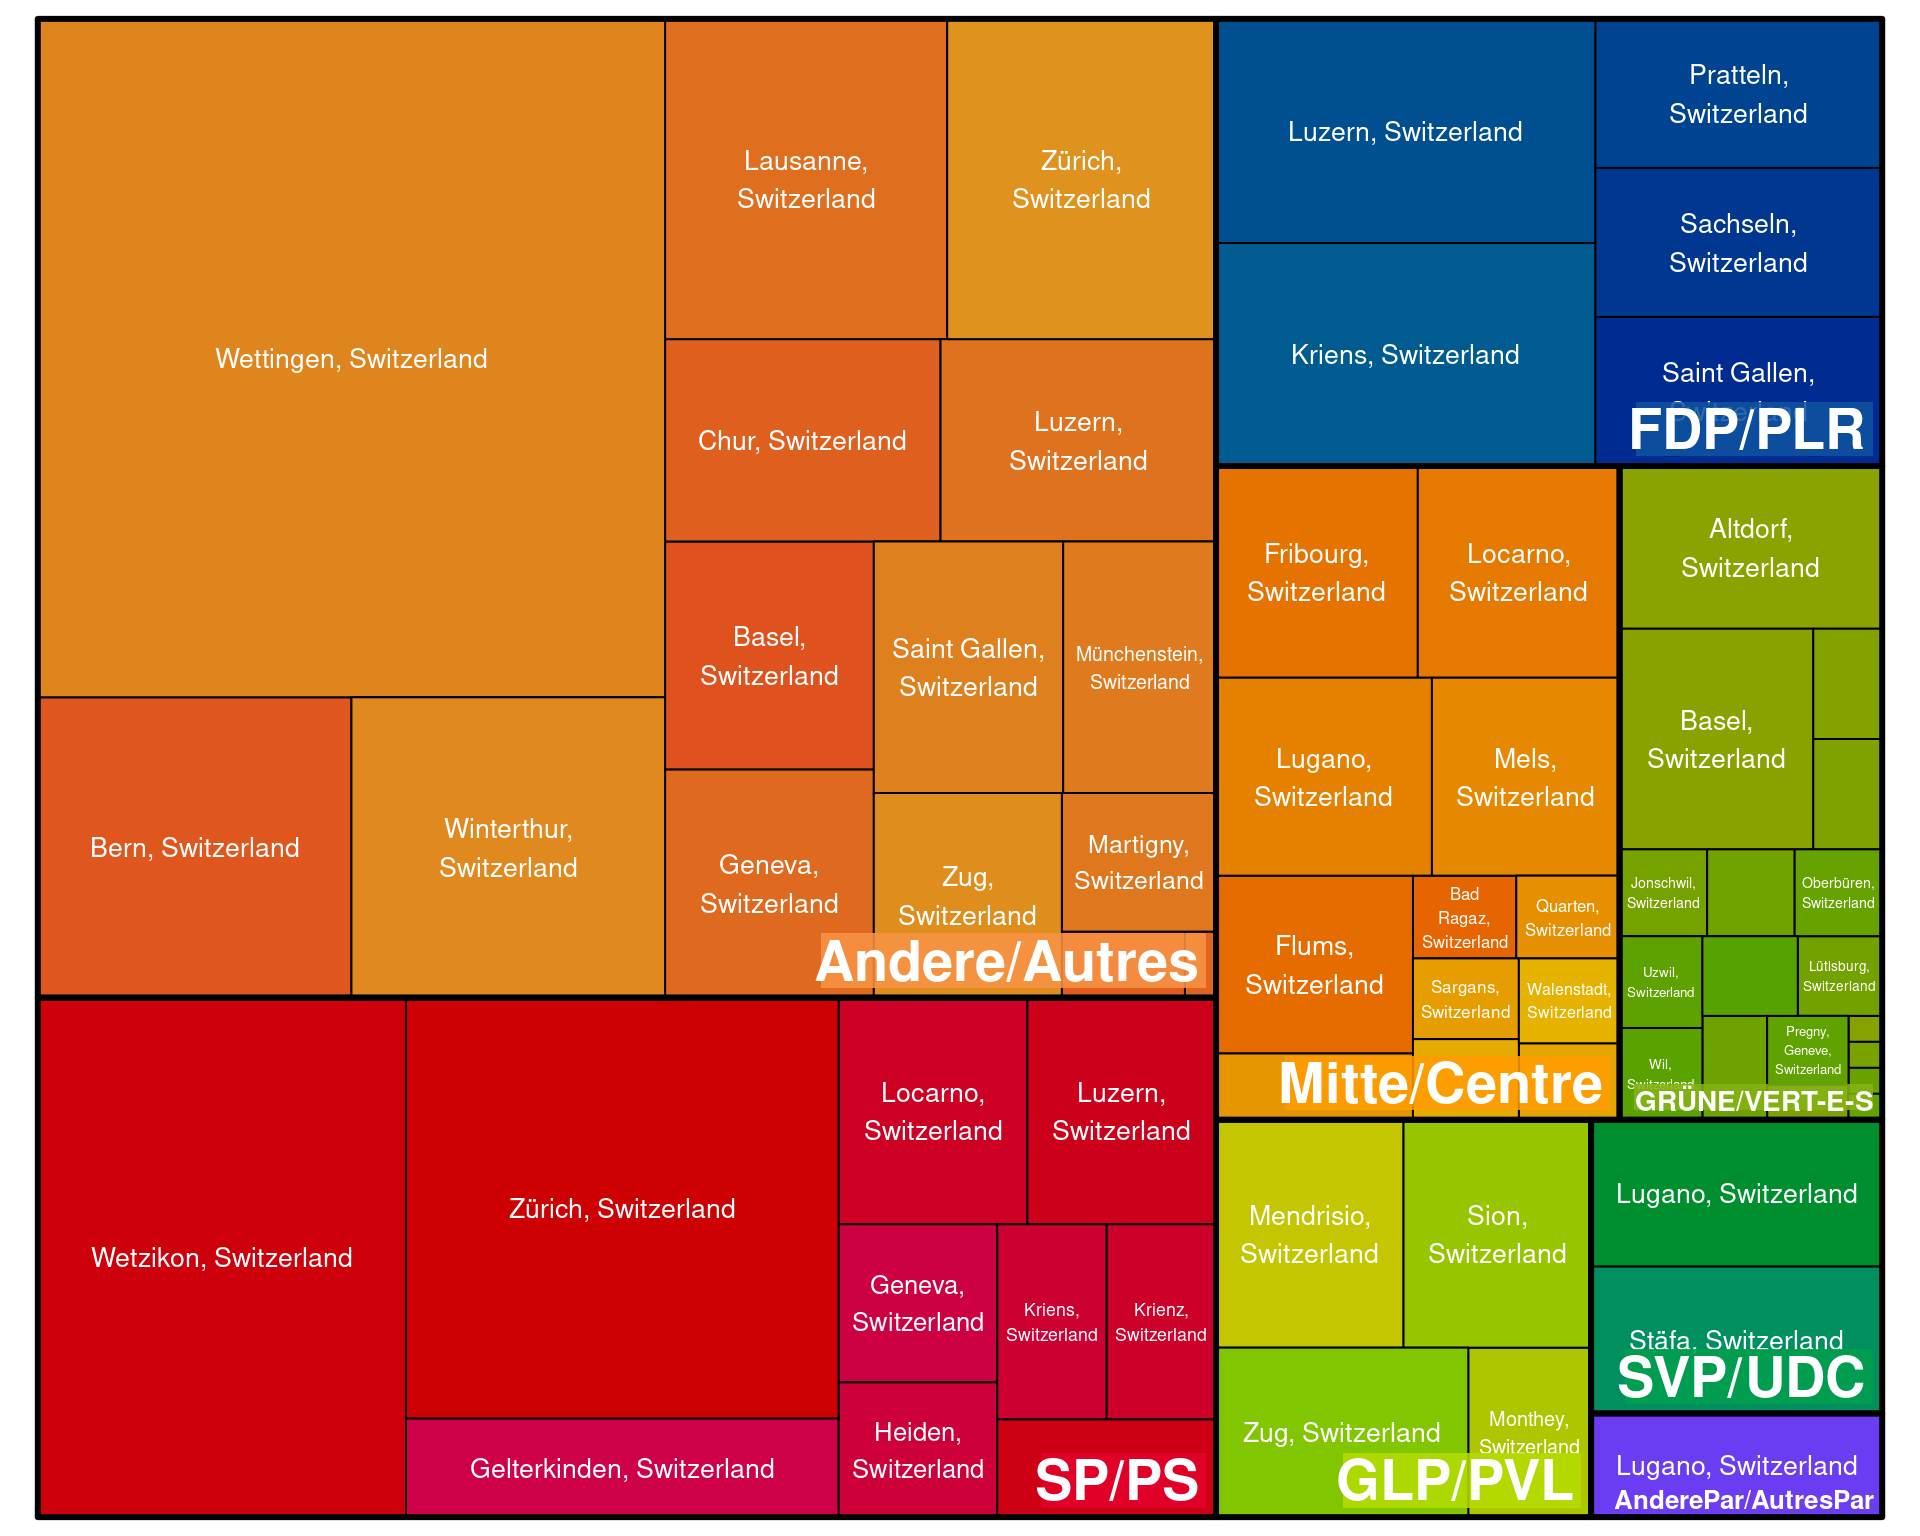 Wettingen, Switzerland
Lausanne,
Switzerland
Zürich,
Switzerland
Chur, Switzerland
Luzern,
Switzerland
Basel,
Switzerland
Saint Gallen,
Switzerland
Münchenstein,
Switzerland
Bern, Switzerland
Winterthur,
Switzerland
Geneva,
Switzerland
Zug,
Switzerland
Martigny,
Switzerland
Andere/Autres
Wetzikon, Switzerland
Zürich, Switzerland
Gelterkinden, Switzerland
Locarno,
Switzerland
Luzern,
Switzerland
Geneva,
Switzerland
Kriens,
Switzerland
Krienz,
Switzerland
Heiden,
Switzerland
SP/PS
Luzern, Switzerland
Kriens, Switzerland
Pratteln,
Switzerland
Sachseln,
Switzerland
Saint Gallen,
Switzerland
FDP/PLR
Fribourg,
Switzerland
Locarno,
Switzerland
Lugano,
Switzerland
Mels,
Switzerland
Flums,
Switzerland
Bad
Ragaz,
Switzerland
Quarten,
Switzerland
Sargans,
Switzerland
Walenstadt,
Switzerland
Mitte/Centre
Altdorf,
Switzerland
Basel,
Switzerland
Jonschwil,
Switzerland
Oberbüren,
Switzerland
Uzwil,
Switzerland
Lütisburg,
Switzerland
Wil,
Switzerland
Pregny,
Geneve,
Switzerland
GRÜNE/VERT-E-S
Mendrisio,
Switzerland
Sion,
Switzerland
Zug, Switzerland
Monthey,
Switzerland
GLP/PVL
Lugano, Switzerland
Stäfa, Switzerland
SVP/UDC
Lugano, Switzerland
AnderePar/AutresPar